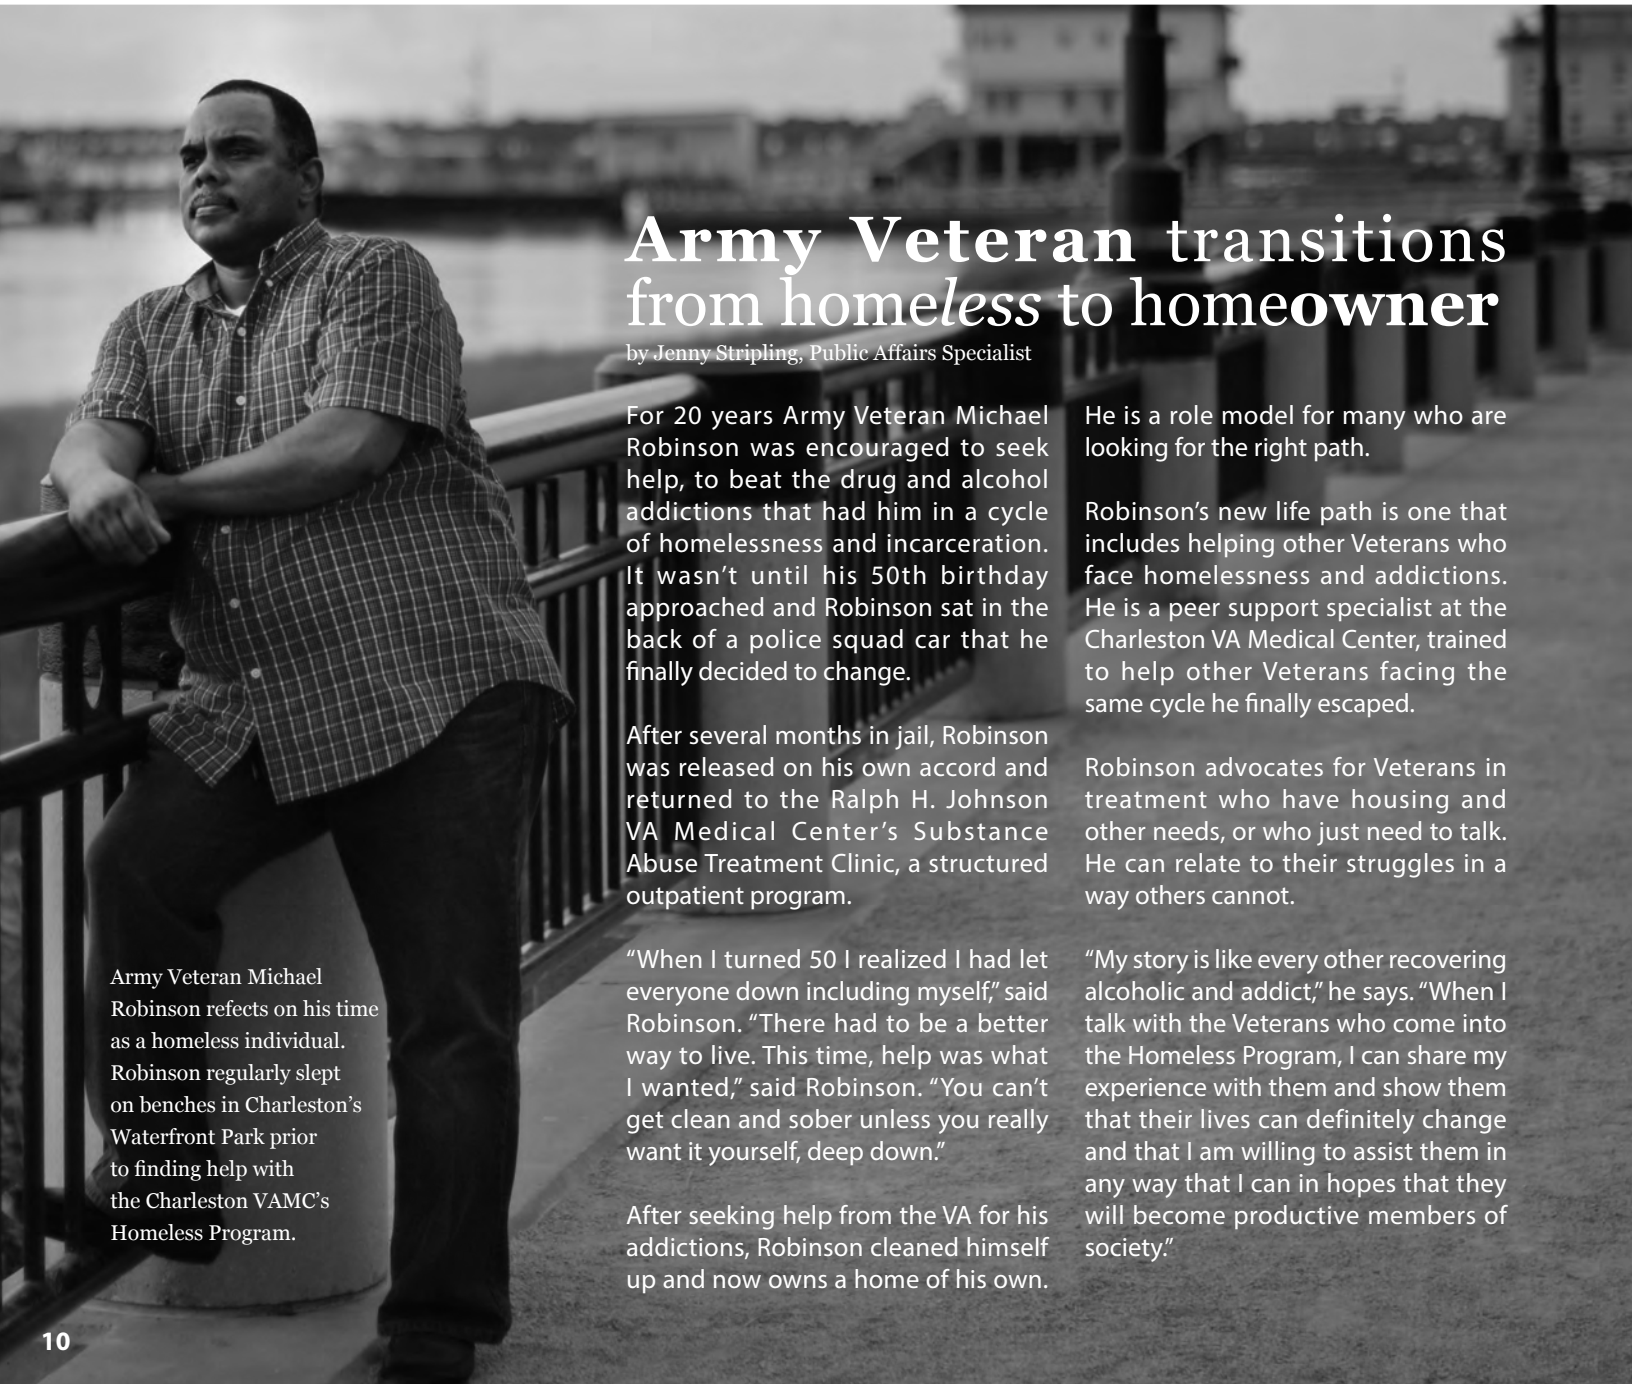 Army Veteran transitions
from homeless to homeowner
by Jenny Stripling, Public Affairs Specialist
For 20 years Army Veteran Michael
Robinson was encouraged to seek
help, to beat the drug and alcohol
addictions that had him in a cycle
of homelessness and incarceration.
It wasn’t until his 50th birthday
approached and Robinson sat in the
back of a police squad car that he
finally decided to change.
After several months in jail, Robinson
was released on his own accord and
returned to the Ralph H. Johnson
VA Medical Center’s Substance
Abuse Treatment Clinic, a structured
outpatient program.
“When I turned 50 I realized I had let
everyone down including myself,” said
Robinson. “There had to be a better
way to live. This time, help was what
I wanted,” said Robinson. “You can’t
get clean and sober unless you really
want it yourself, deep down.”
After seeking help from the VA for his
addictions, Robinson cleaned himself
up and now owns a home of his own.
He is a role model for many who are
looking for the right path.
Robinson’s new life path is one that
includes helping other Veterans who
face homelessness and addictions.
He is a peer support specialist at the
Charleston VA Medical Center, trained
to help other Veterans facing the
same cycle he finally escaped.
Robinson advocates for Veterans in
treatment who have housing and
other needs, or who just need to talk.
He can relate to their struggles in a
way others cannot.
“My story is like every other recovering
alcoholic and addict,” he says. “When I
talk with the Veterans who come into
the Homeless Program, I can share my
experience with them and show them
that their lives can definitely change
and that I am willing to assist them in
any way that I can in hopes that they
will become productive members of
society.”
Army Veteran Michael
Robinson refects on his time
as a homeless individual.
Robinson regularly slept
on benches in Charleston’s
Waterfront Park prior
to finding help with
the Charleston VAMC’s
Homeless Program.
10